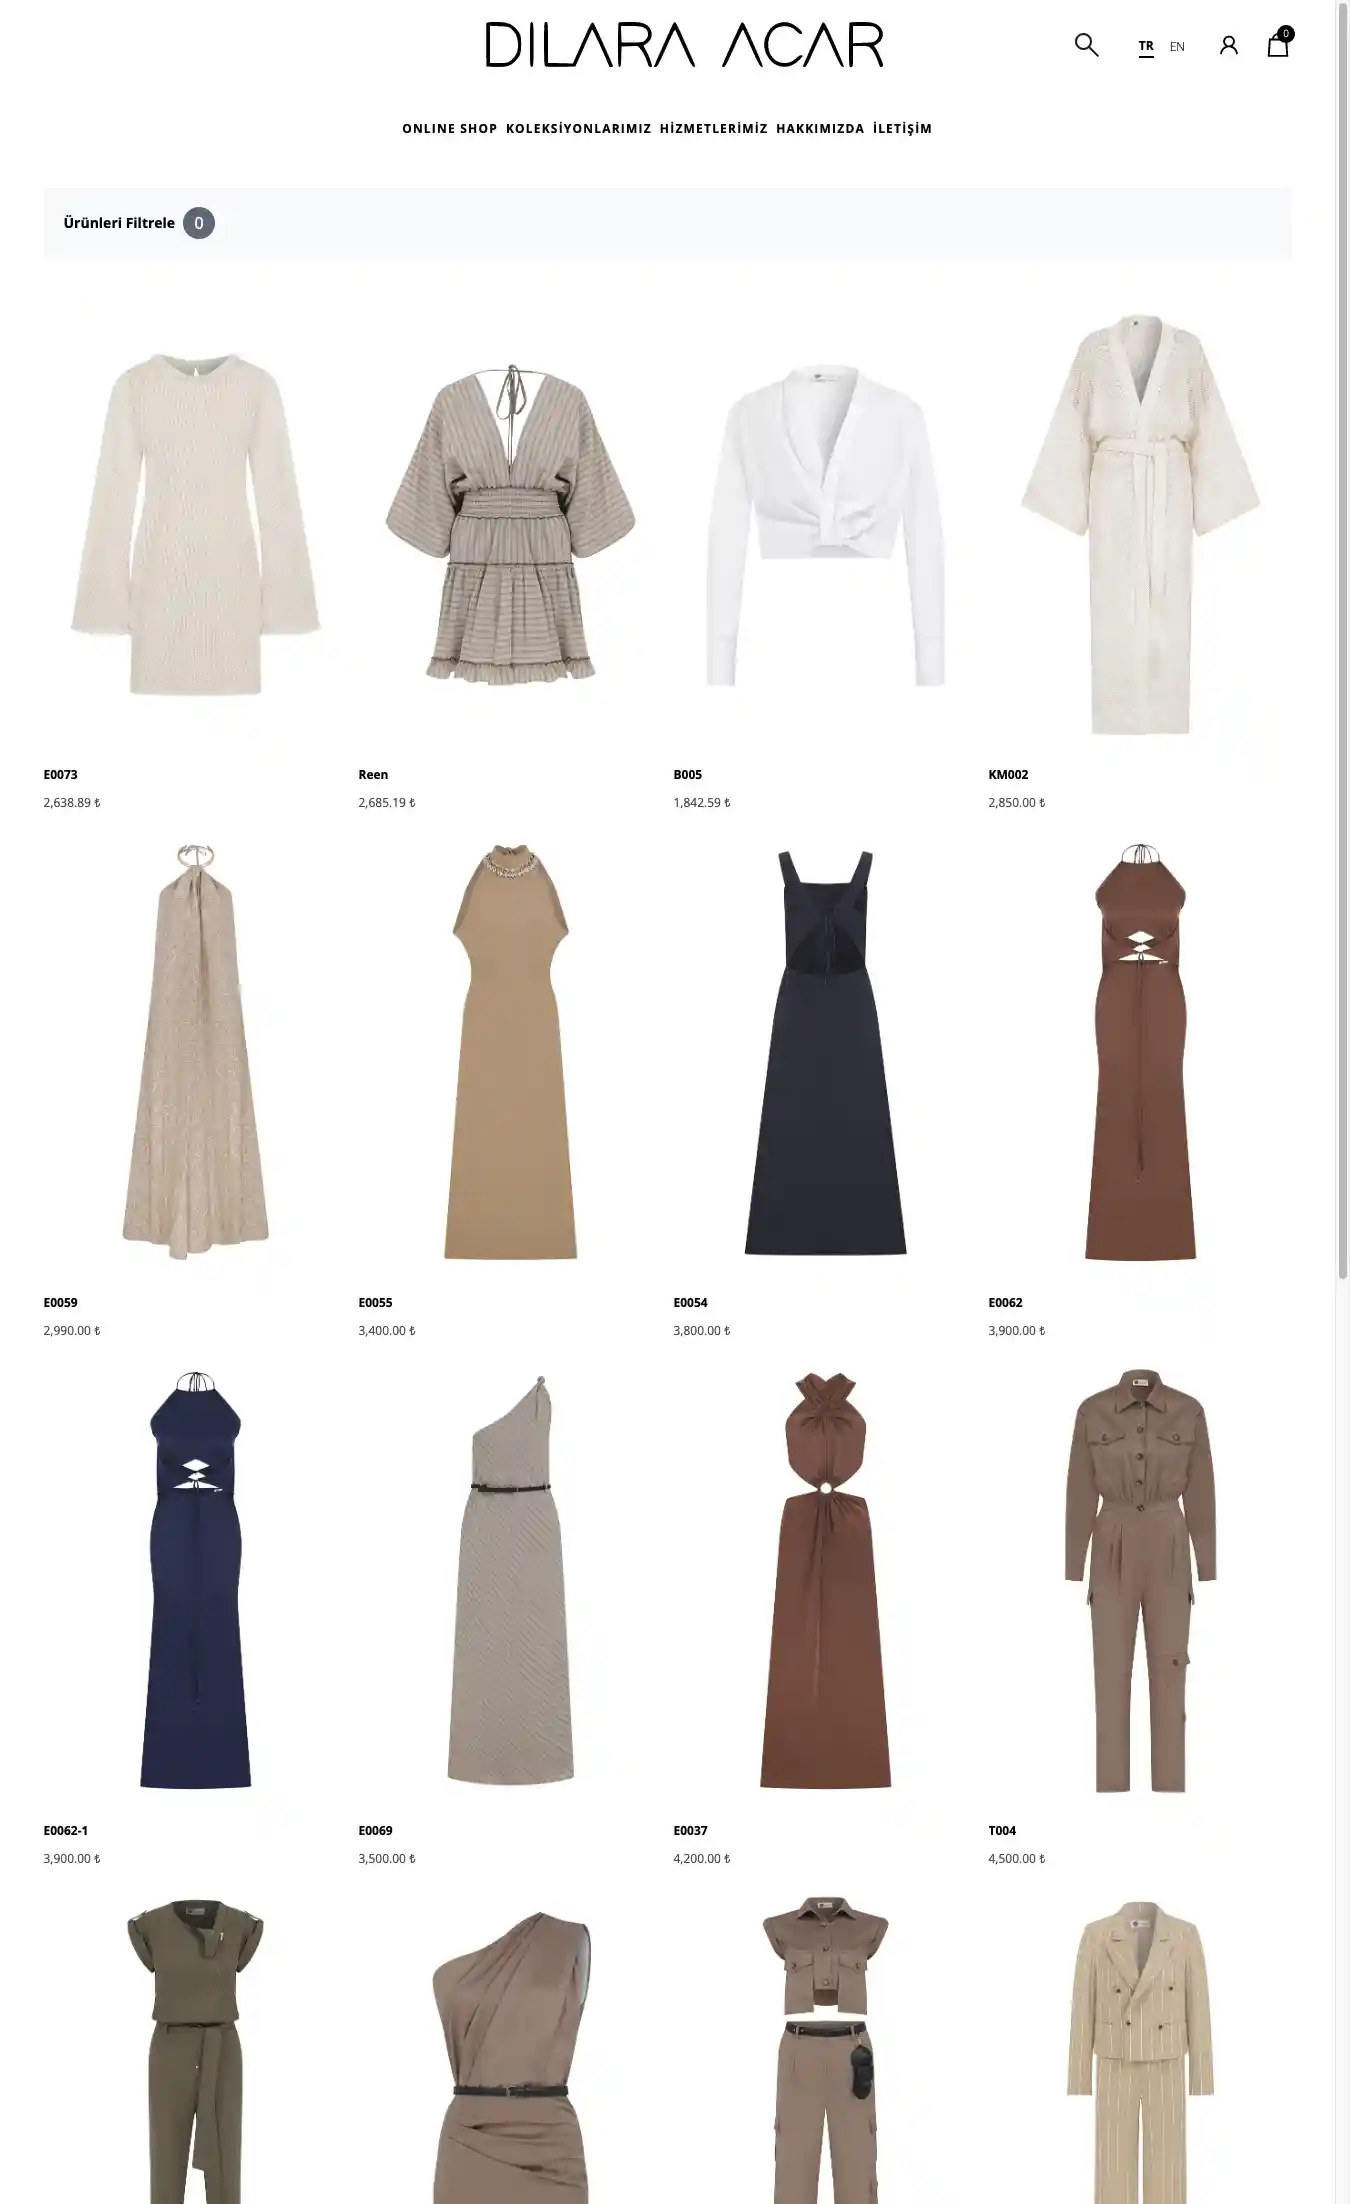 DILARA ACAR
TR EN 0
ONLINE SHOP KOLEKSİYONLARIMIZ HİZMETLERİMİZ HAKKIMIZDA İLETİŞİM
Ürünleri Filtrele 0
E0073 Reen B005 KM002
2,638.89 ₺ 2,685.19 ₺ 1,842.59 ₺ 2,850.00 ₺
E0059 E0055 E0054 E0062
2,990.00 ₺ 3,400.00 ₺ 3,800.00 ₺ 3,900.00 ₺
E0062-1 E0069 E0037 T004
3,900.00 ₺ 3,500.00 ₺ 4,200.00 ₺ 4,500.00 ₺